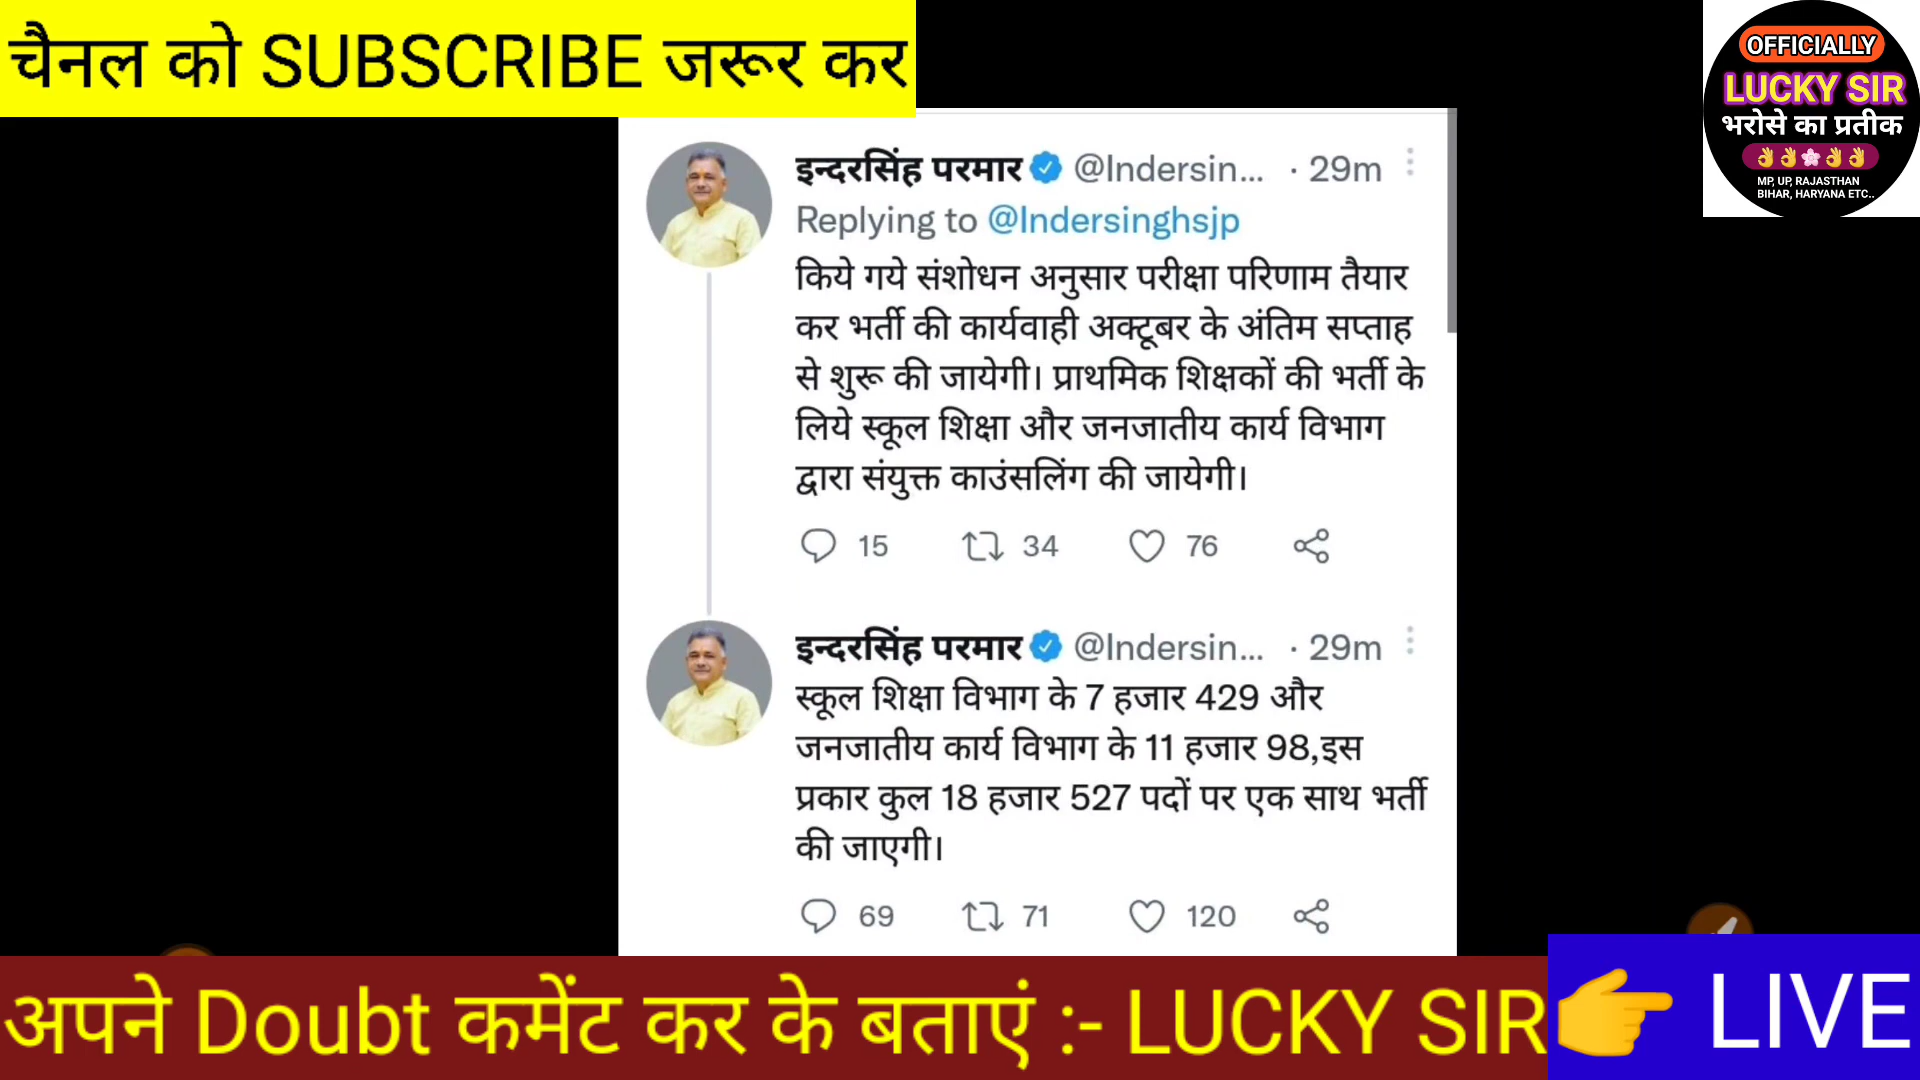 चैनल को SUBSCRIBE जरूर कर
OFFICIALLY
LUCKY SIR
भरोसे का प्रतीक
MP, UP, RAJASTHAN
BIHAR, HARYANA ETC..
इन्दरसिंह परमार @Indersin... · 29m
Replying to @Indersinghsjp
किये गये संशोधन अनुसार परीक्षा परिणाम तैयार
कर भर्ती की कार्यवाही अक्टूबर के अंतिम सप्ताह
से शुरू की जायेगी। प्राथमिक शिक्षकों की भर्ती के
लिये स्कूल शिक्षा और जनजातीय कार्य विभाग
द्वारा संयुक्त काउंसलिंग की जायेगी।
15 34 76
इन्दरसिंह परमार @Indersin... · 29m
स्कूल शिक्षा विभाग के 7 हजार 429 और
जनजातीय कार्य विभाग के 11 हजार 98,इस
प्रकार कुल 18 हजार 527 पदों पर एक साथ भर्ती
की जाएगी।
69 71 120
अपने Doubt कमेंट कर के बताएं :- LUCKY SIR
LIVE